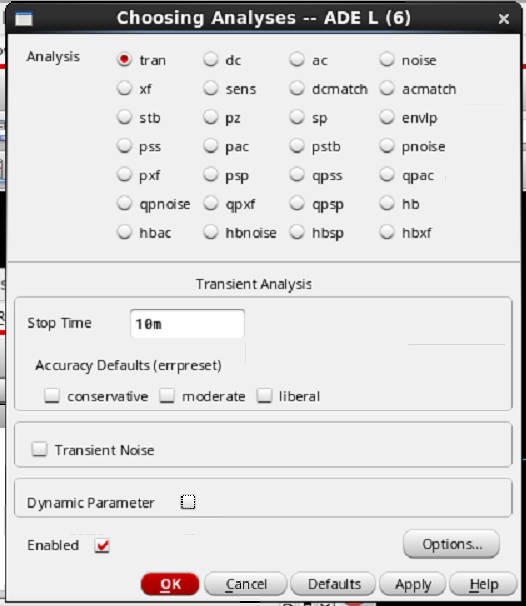 Choosing Analyses -- ADE L (6)
Analysis tran dc ac noise
xf sens dcmatch acmatch
stb pz sp envlp
pss pac pstb pnoise
pxf psp qpss qpac
qpnoise qpxf qpsp hb
hbac hbnoise hbsp hbxf
Transient Analysis
Stop Time 10m
Accuracy Defaults (errpreset)
conservative moderate liberal
Transient Noise
Dynamic Parameter
Enabled Options...
OK Cancel Defaults Apply Help